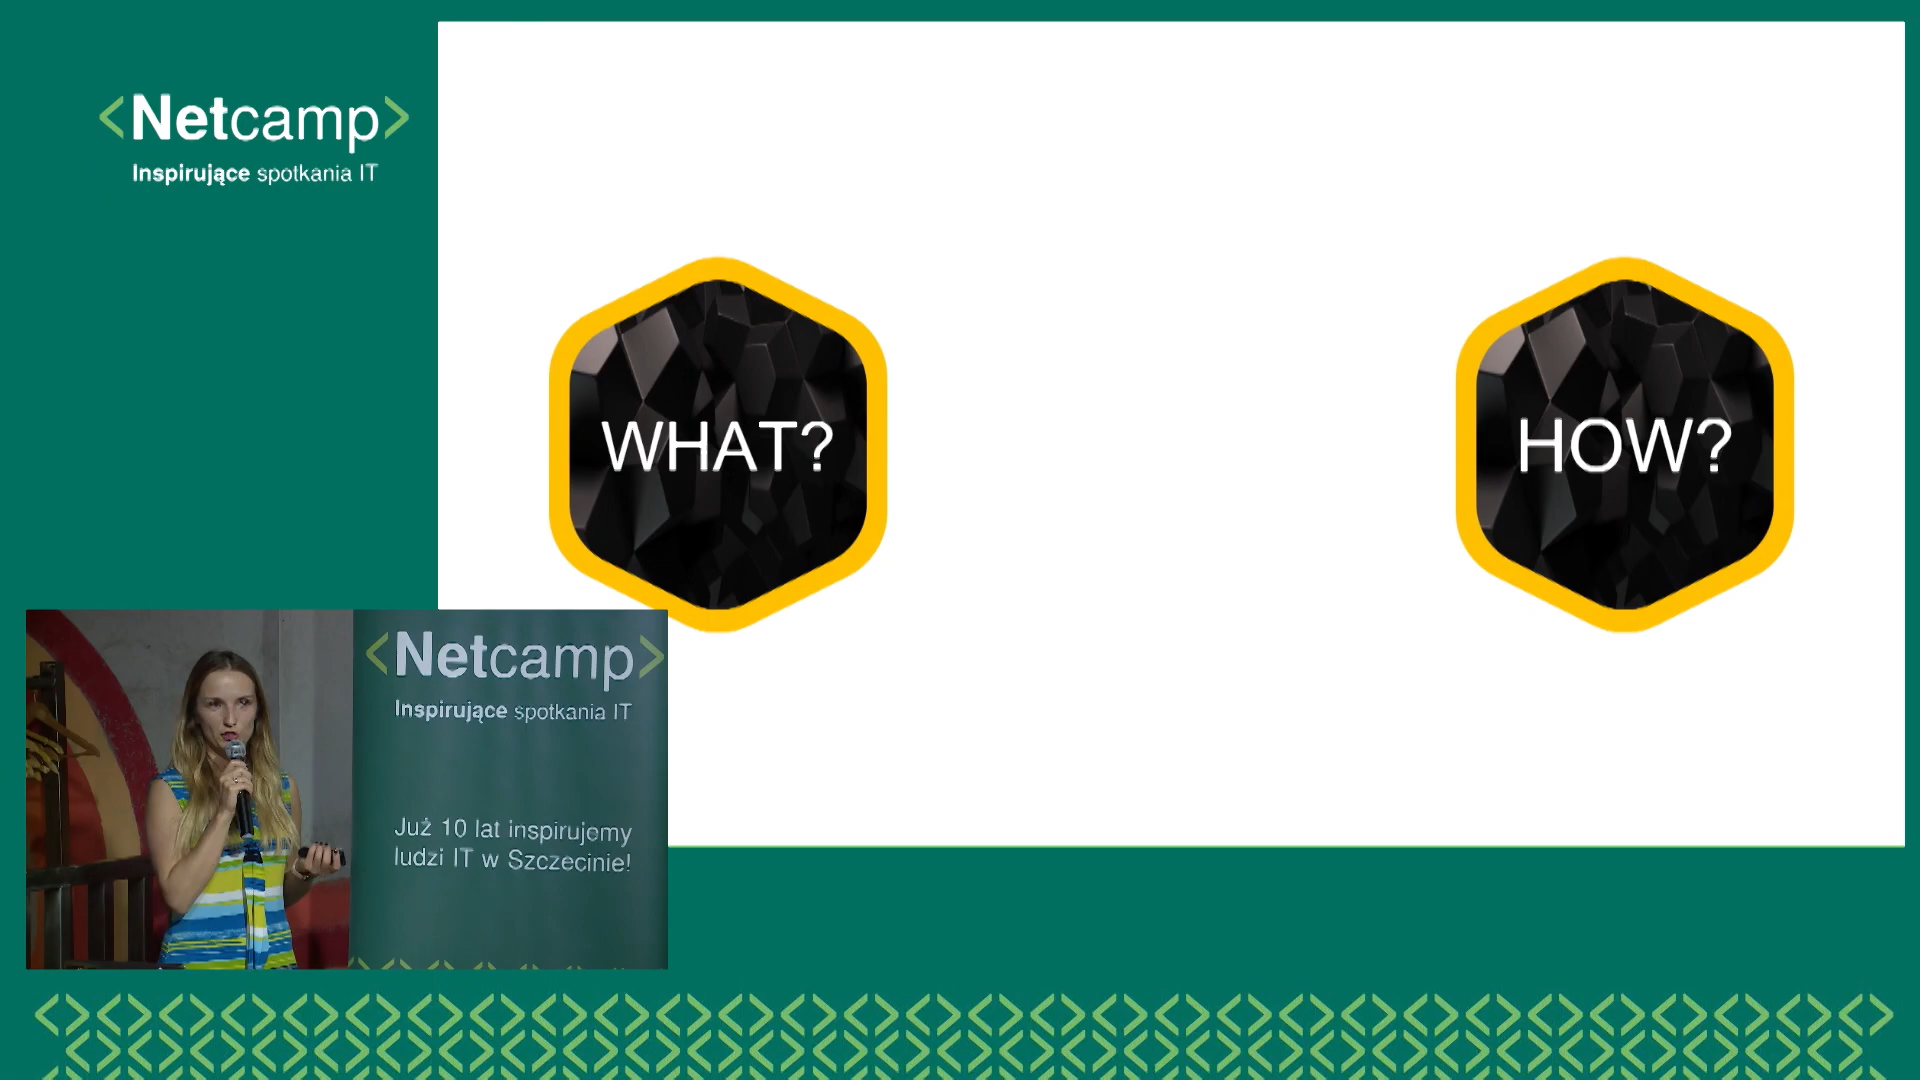 <Netcamp>
Inspirujące spotkania IT
WHAT?
HOW?
<Netcamp>
Inspirujące spotkania IT
Już 10 lat inspirujemy
ludzi IT w Szczecinie!